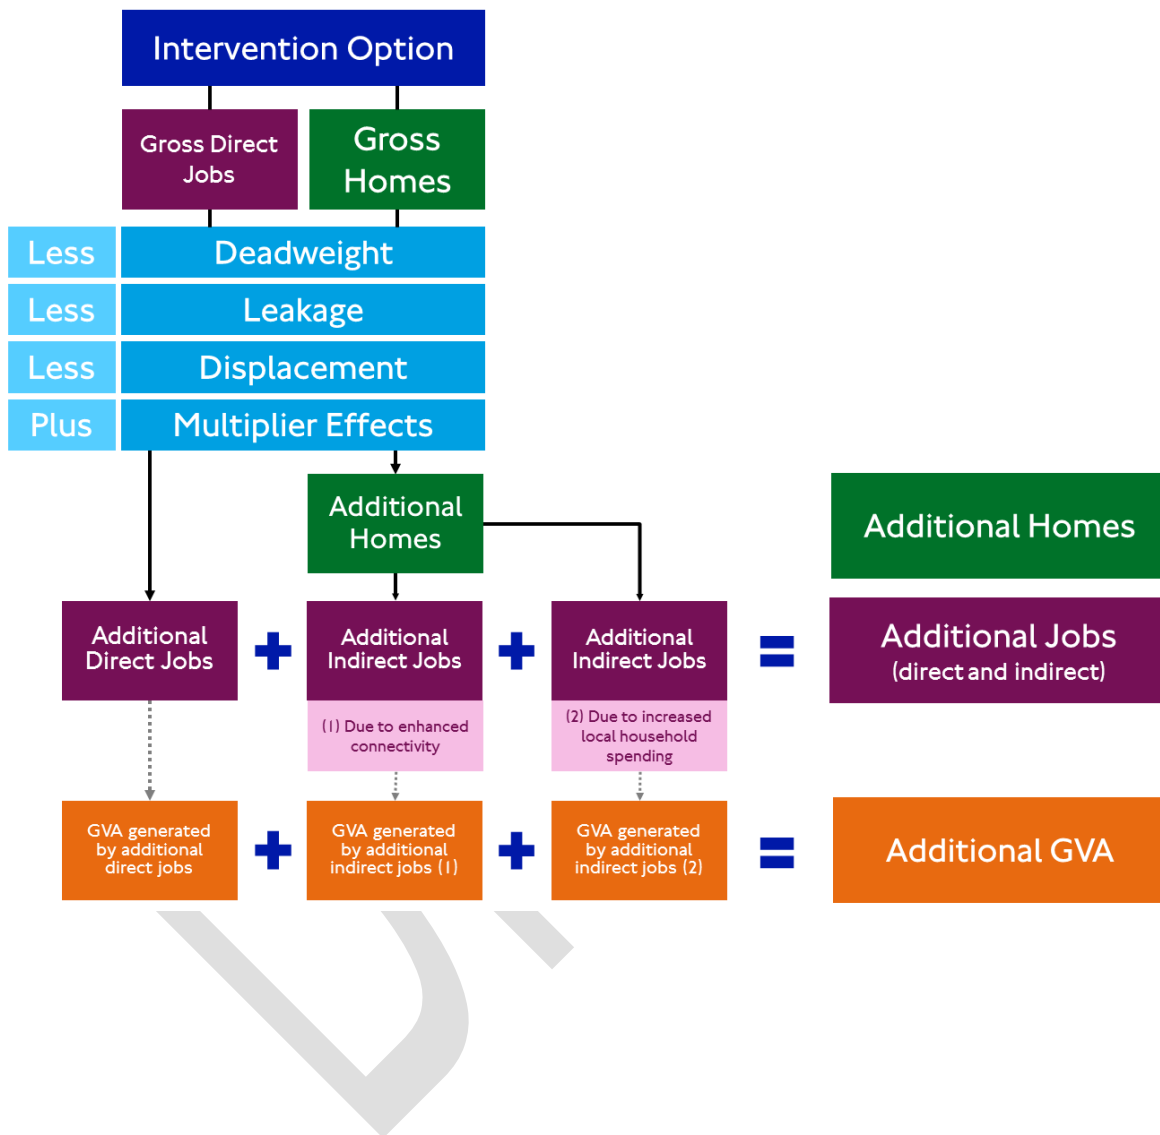 Intervention Option
Gross Direct
Jobs
Gross
Homes
Less
Deadweight
Less
Leakage
Less
Displacement
Plus
Multiplier Effects
Additional
Homes
Additional Homes
Additional
Direct Jobs
+
Additional
Indirect Jobs
+
Additional
Indirect Jobs
=
Additional Jobs
(direct and indirect)
(1) Due to enhanced
connectivity
(2) Due to increased
local household
spending
GVA generated
by additional
direct jobs
+
GVA generated
by additional
indirect jobs (1)
+
GVA generated
by additional
indirect jobs (2)
=
Additional GVA